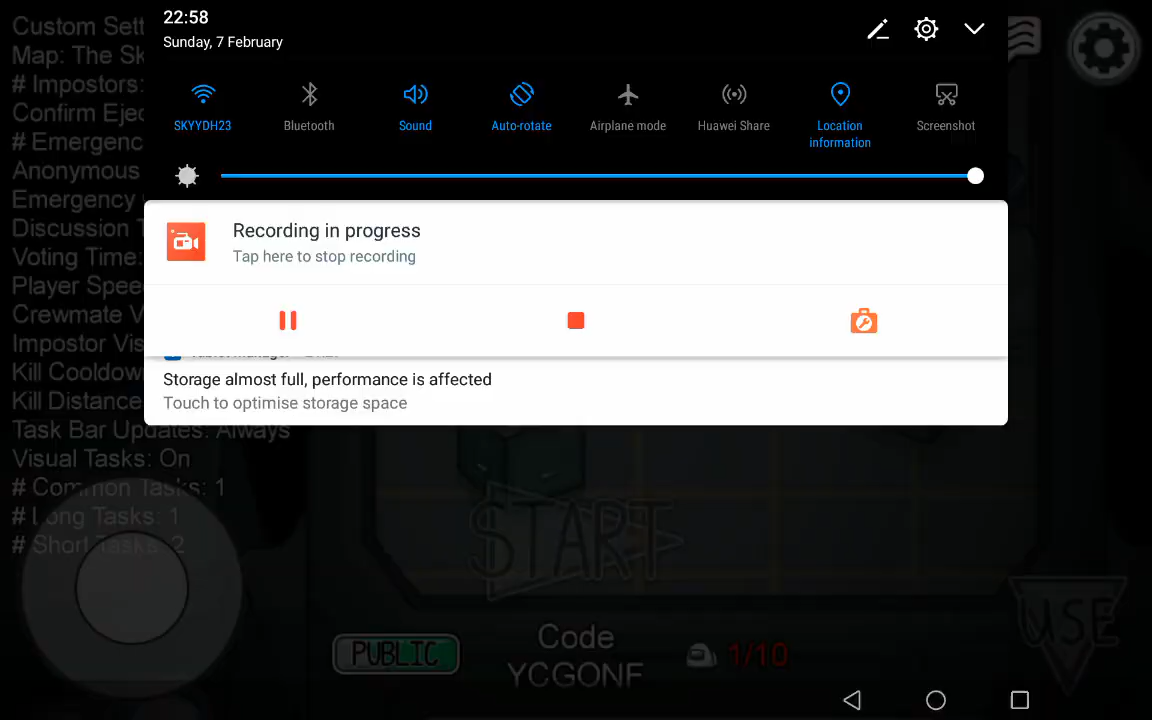 22:58
Sunday, 7 February
SKYYDH23
Bluetooth
Sound
Auto-rotate
Airplane mode
Huawei Share
Location information
Screenshot
Recording in progress
Tap here to stop recording
Storage almost full, performance is affected
Touch to optimise storage space
Custom Sett
Map: The Sk
# Impostors:
Confirm Ejec
# Emergenc
Anonymous
Emergency
Discussion T
Voting Time:
Player Spee
Crewmate V
Impostor Vis
Kill Cooldow
Kill Distance
Task Bar Updates: Always
Visual Tasks: On
# Common Tasks: 1
# Long Tasks: 1
# Short Tasks: 2
START
USE
PUBLIC
Code
YCGONF
1/10